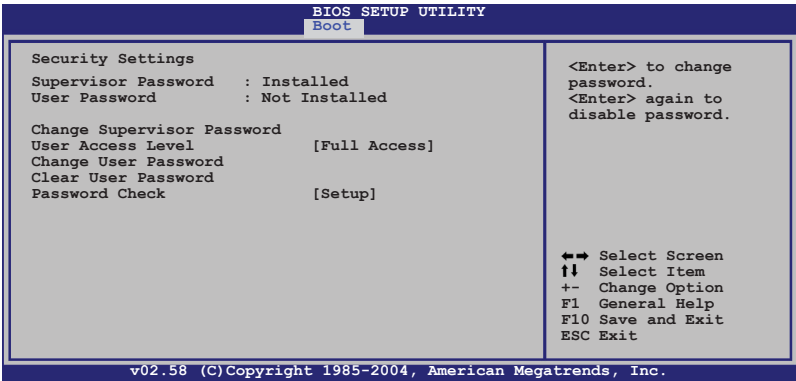 BIOS SETUP UTILITY
Boot
Security Settings
Supervisor Password : Installed
User Password : Not Installed
Change Supervisor Password
User Access Level [Full Access]
Change User Password
Clear User Password
Password Check [Setup]
<Enter> to change
password.
<Enter> again to
disable password.
←→ Select Screen
↑↓ Select Item
+- Change Option
F1 General Help
F10 Save and Exit
ESC Exit
v02.58 (C)Copyright 1985-2004, American Megatrends, Inc.